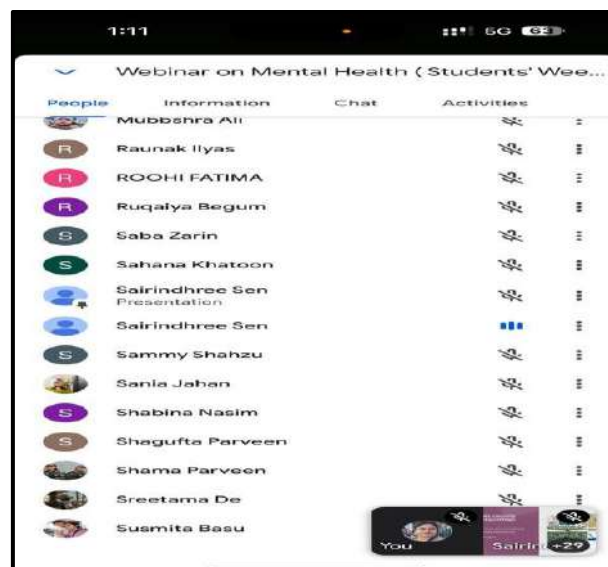 1:11 5G 63
Webinar on Mental Health ( Students' Wee...
People Information Chat Activities
Mubbshra Ali
R Raunak Ilyas
R ROOHI FATIMA
R Ruqaiya Begum
S Saba Zarin
S Sahana Khatoon
Sairindhree Sen
Presentation
Sairindhree Sen
S Sammy Shahzu
Sania Jahan
S Shabina Nasim
S Shagufta Parveen
Shama Parveen
Sreetama De
Susmita Basu
You Sairin +29